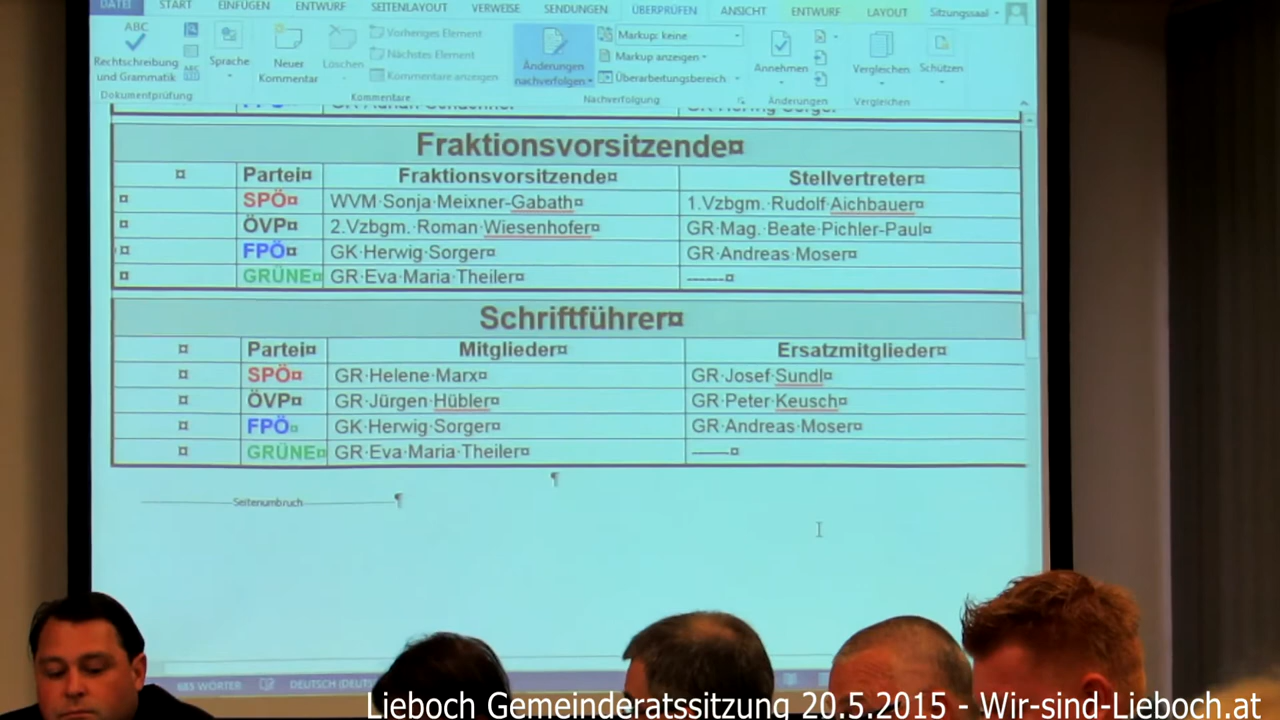 DATEI START EINFÜGEN ENTWURF SEITENLAYOUT VERWEISE SENDUNGEN ÜBERPRÜFEN ANSICHT ENTWURF LAYOUT Sitzungssaal
ABC
Rechtschreibung und Grammatik
Sprache
Neuer Kommentar
Löschen
Vorheriges Element
Nächstes Element
Kommentare anzeigen
Änderungen nachverfolgen
Markup: keine
Markup anzeigen
Überarbeitungsbereich
Annehmen
Vergleichen
Schützen
Dokumentprüfung Kommentare Nachverfolgung Änderungen Vergleichen
Fraktionsvorsitzende¤
¤ Partei¤ Fraktionsvorsitzende¤ Stellvertreter¤
¤ SPÖ¤ WVM·Sonja·Meixner-Gabath¤ 1.Vzbgm.·Rudolf·Aichbauer¤
¤ ÖVP¤ 2.Vzbgm.·Roman·Wiesenhofer¤ GR·Mag.·Beate·Pichler-Paul¤
¤ FPÖ¤ GK·Herwig·Sorger¤ GR·Andreas·Moser¤
¤ GRÜNE¤ GR·Eva·Maria·Theiler¤ -------¤
Schriftführer¤
¤ Partei¤ Mitglieder¤ Ersatzmitglieder¤
¤ SPÖ¤ GR·Helene·Marx¤ GR·Josef·Sundl¤
¤ ÖVP¤ GR·Jürgen·Hübler¤ GR·Peter·Keusch¤
¤ FPÖ¤ GK·Herwig·Sorger¤ GR·Andreas·Moser¤
¤ GRÜNE¤ GR·Eva·Maria·Theiler¤ -------¤
¶
Seitenumbruch ¶
WÖRTER DEUTSCH
Lieboch Gemeinderatssitzung 20.5.2015 - Wir-sind-Lieboch.at